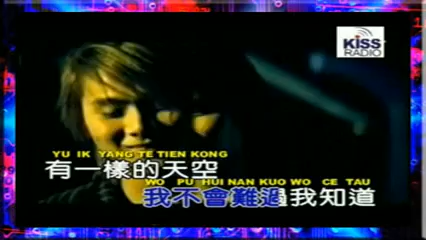 KiSS
RADIO
YU IK YANG TE TIEN KONG
有一樣的天空
WO PU HUI NAN KUO WO CE TAU
我不會難過我知道